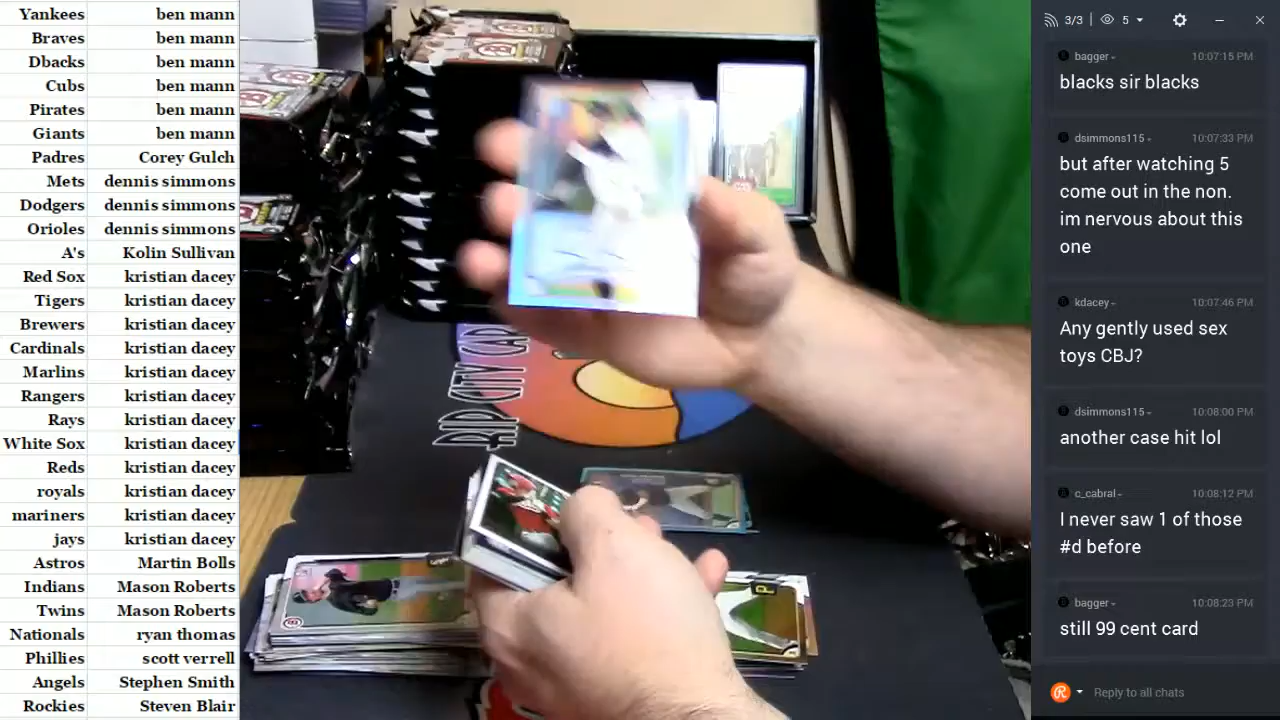 Yankees ben mann
Braves ben mann
Dbacks ben mann
Cubs ben mann
Pirates ben mann
Giants ben mann
Padres Corey Gulch
Mets dennis simmons
Dodgers dennis simmons
Orioles dennis simmons
A's Kolin Sullivan
Red Sox kristian dacey
Tigers kristian dacey
Brewers kristian dacey
Cardinals kristian dacey
Marlins kristian dacey
Rangers kristian dacey
Rays kristian dacey
White Sox kristian dacey
Reds kristian dacey
royals kristian dacey
mariners kristian dacey
jays kristian dacey
Astros Martin Bolls
Indians Mason Roberts
Twins Mason Roberts
Nationals ryan thomas
Phillies scott verrell
Angels Stephen Smith
Rockies Steven Blair
RIP CITY CAR
3/3 5
bagger 10:07:15 PM
blacks sir blacks
dsimmons115 10:07:33 PM
but after watching 5
come out in the non.
im nervous about this
one
kdacey 10:07:46 PM
Any gently used sex
toys CBJ?
dsimmons115 10:08:00 PM
another case hit lol
c_cabral 10:08:12 PM
I never saw 1 of those
#d before
bagger 10:08:23 PM
still 99 cent card
Reply to all chats